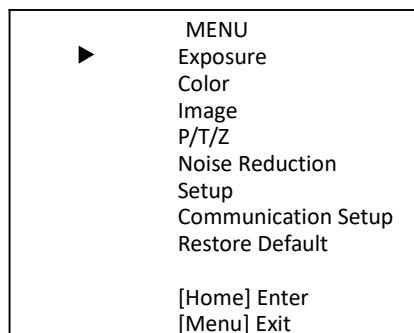 MENU
Exposure
Color
Image
P/T/Z
Noise Reduction
Setup
Communication Setup
Restore Default
[Home] Enter
[Menu] Exit